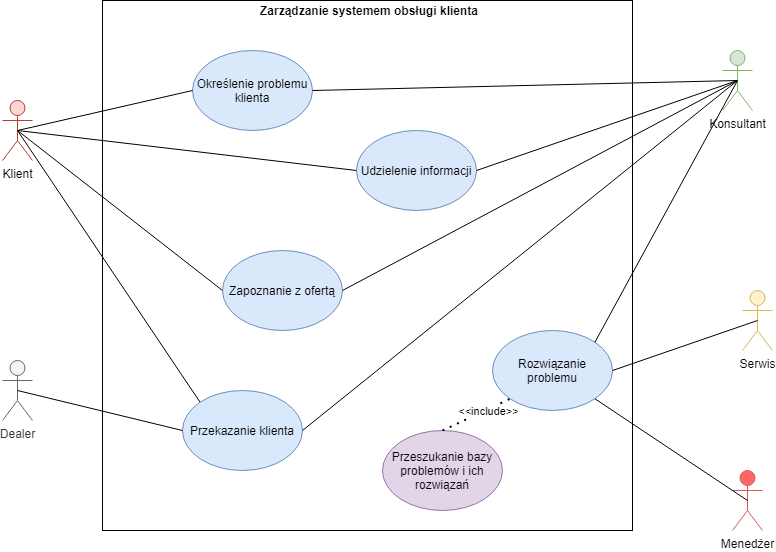 Zarządzanie systemem obsługi klienta
Określenie problemu
klienta
Konsultant
Klient
Udzielenie informacji
Zapoznanie z ofertą
Serwis
Rozwiązanie
problemu
<<include>>
Dealer
Przekazanie klienta
Przeszukanie bazy
problemów i ich
rozwiązań
Menedźer